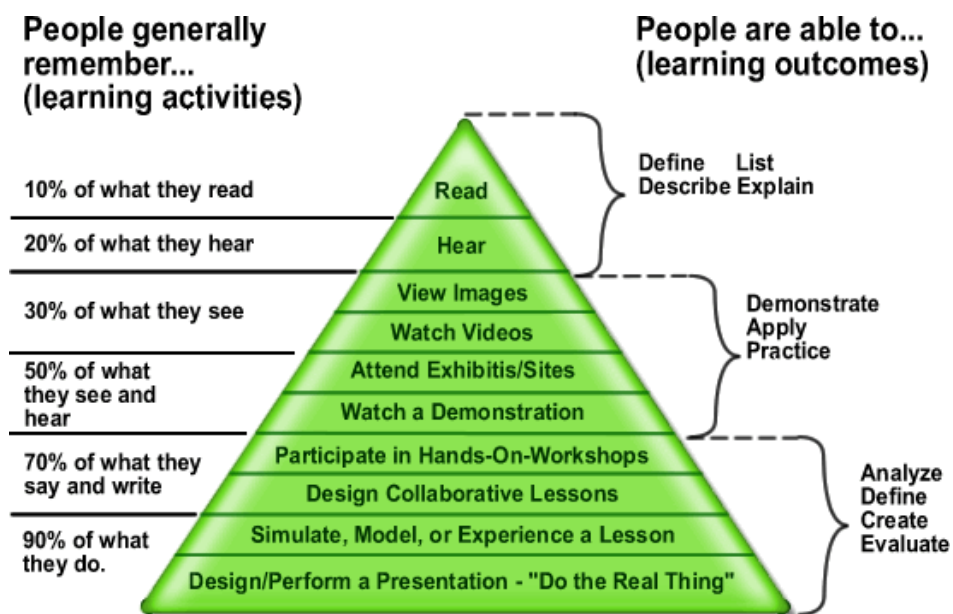 People generally
remember...
(learning activities)
People are able to...
(learning outcomes)
10% of what they read
20% of what they hear
30% of what they see
50% of what
they see and
hear
70% of what they
say and write
90% of what
they do.
Read
Hear
View Images
Watch Videos
Attend Exhibitis/Sites
Watch a Demonstration
Participate in Hands-On-Workshops
Design Collaborative Lessons
Simulate, Model, or Experience a Lesson
Design/Perform a Presentation - "Do the Real Thing"
Define List
Describe Explain
Demonstrate
Apply
Practice
Analyze
Define
Create
Evaluate